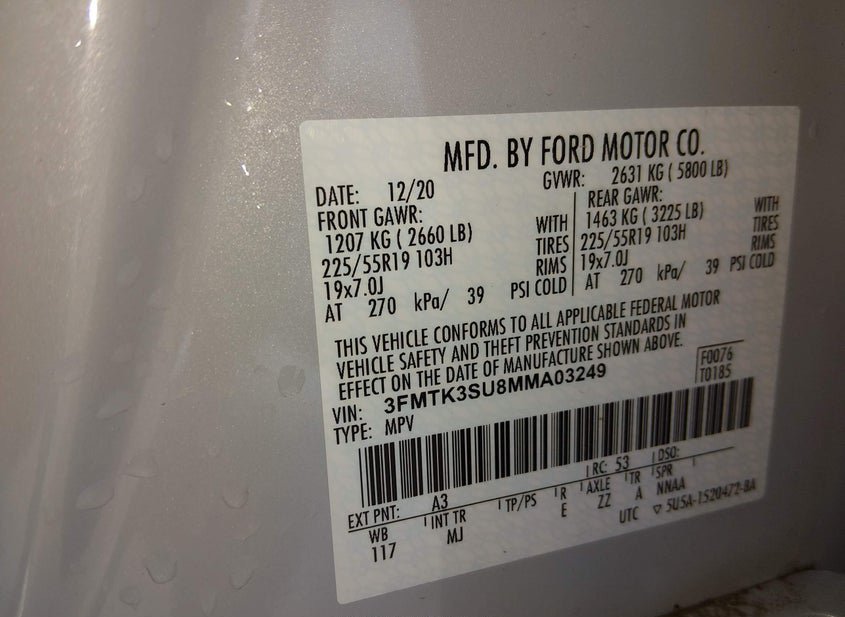 MFD. BY FORD MOTOR CO.
DATE: 12/20
GVWR: 2631 KG ( 5800 LB)
FRONT GAWR:
1207 KG ( 2660 LB) WITH
225/55R19 103H TIRES
19x7.0J RIMS
AT 270 kPa/ 39 PSI COLD
REAR GAWR:
1463 KG ( 3225 LB) WITH
225/55R19 103H TIRES
19x7.0J RIMS
AT 270 kPa/ 39 PSI COLD
THIS VEHICLE CONFORMS TO ALL APPLICABLE FEDERAL MOTOR
VEHICLE SAFETY AND THEFT PREVENTION STANDARDS IN
EFFECT ON THE DATE OF MANUFACTURE SHOWN ABOVE.
F0076
T0185
VIN: 3FMTK3SU8MMA03249
TYPE: MPV
EXT PNT: A3 RC: 53 DSO:
WB INT TR TP/PS R AXLE TR SPR
117 MJ E ZZ A NNAA
UTC ▽ 5U5A-1520472-BA